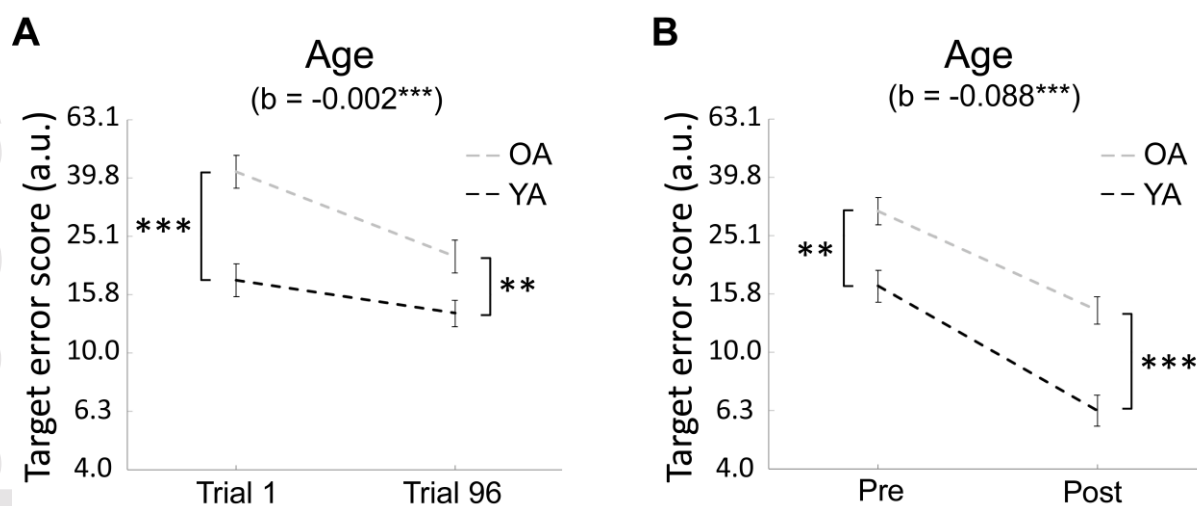 A
Age
(b = -0.002***)
Target error score (a.u.)
63.1
39.8
25.1
15.8
10.0
6.3
4.0
OA
YA
***
**
Trial 1
Trial 96
B
Age
(b = -0.088***)
Target error score (a.u.)
63.1
39.8
25.1
15.8
10.0
6.3
4.0
OA
YA
**
***
Pre
Post